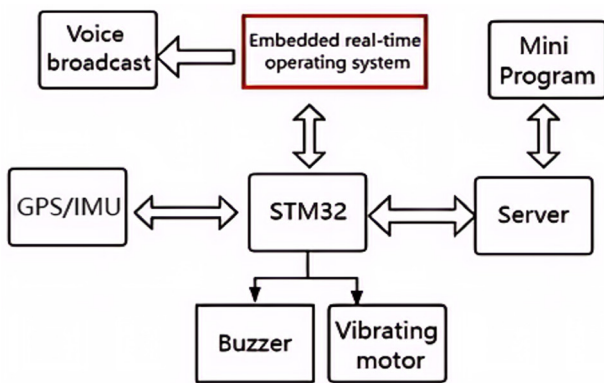 Voice
broadcast
Embedded real-time
operating system
Mini
Program
GPS/IMU
STM32
Server
Buzzer
Vibrating
motor